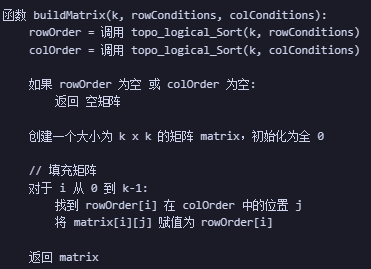 函数 buildMatrix(k, rowConditions, colConditions):
    rowOrder = 调用 topo_logical_Sort(k, rowConditions)
    colOrder = 调用 topo_logical_Sort(k, colConditions)

    如果 rowOrder 为空 或 colOrder 为空:
        返回 空矩阵

    创建一个大小为 k x k 的矩阵 matrix，初始化为全 0

    // 填充矩阵
    对于 i 从 0 到 k-1:
        找到 rowOrder[i] 在 colOrder 中的位置 j
        将 matrix[i][j] 赋值为 rowOrder[i]

    返回 matrix